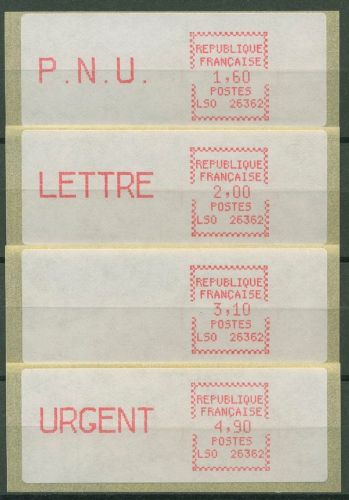 P.N.U.
REPUBLIQUE
FRANÇAISE
1,60
POSTES
LSO 26362
LETTRE
REPUBLIQUE
FRANÇAISE
2,00
POSTES
LSO 26362
REPUBLIQUE
FRANÇAISE
3,10
POSTES
LSO 26362
URGENT
REPUBLIQUE
FRANÇAISE
4,90
POSTES
LSO 26362